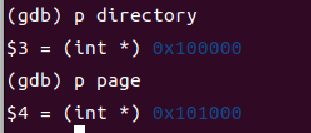 (gdb) p directory
$3 = (int *) 0x100000
(gdb) p page
$4 = (int *) 0x101000